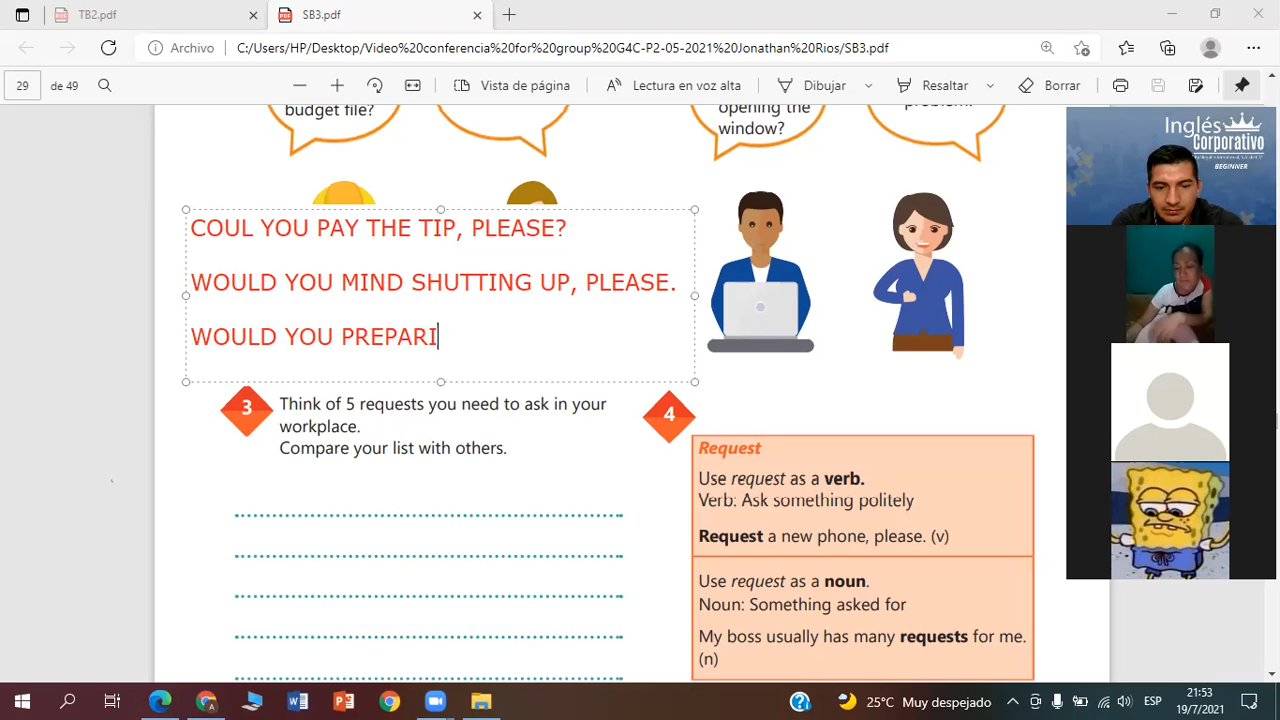 TB2.pdf
SB3.pdf
Archivo
C:/Users/HP/Desktop/Video%20conferencia%20for%20group%20G4C-P2-05-2021%20Jonathan%20Rios/SB3.pdf
29
de 49
Vista de página
Lectura en voz alta
Dibujar
Resaltar
Borrar
budget file?
opening the
window?
problem.
Inglés
Corporativo
BEGINNER
COUL YOU PAY THE TIP, PLEASE?
WOULD YOU MIND SHUTTING UP, PLEASE.
WOULD YOU PREPARI
3
Think of 5 requests you need to ask in your
workplace.
Compare your list with others.
4
Request
Use request as a verb.
Verb: Ask something politely
Request a new phone, please. (v)
Use request as a noun.
Noun: Something asked for
My boss usually has many requests for me.
(n)
25°C Muy despejado
ESP
21:53
19/7/2021